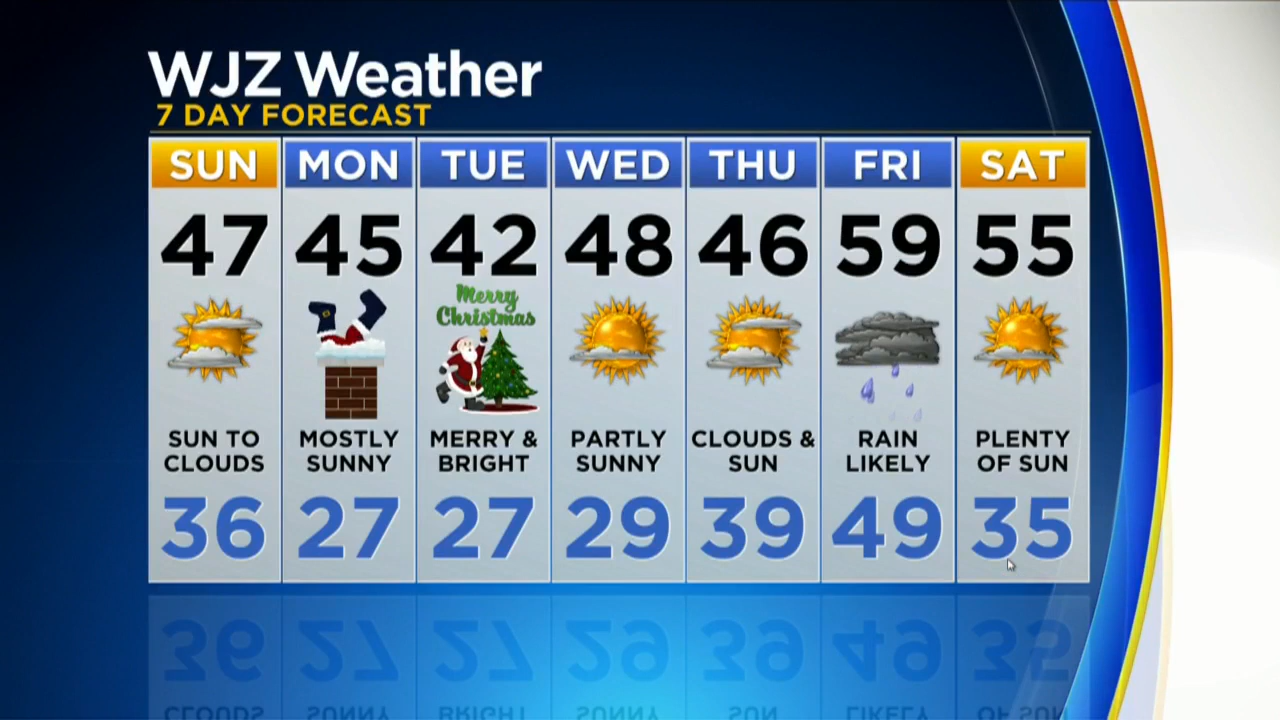 WJZ Weather
7 DAY FORECAST
SUN MON TUE WED THU FRI SAT
47 45 42 48 46 59 55
Merry
Christmas
SUN TO MOSTLY MERRY & PARTLY CLOUDS & RAIN PLENTY
CLOUDS SUNNY BRIGHT SUNNY SUN LIKELY OF SUN
36 27 27 29 39 49 35